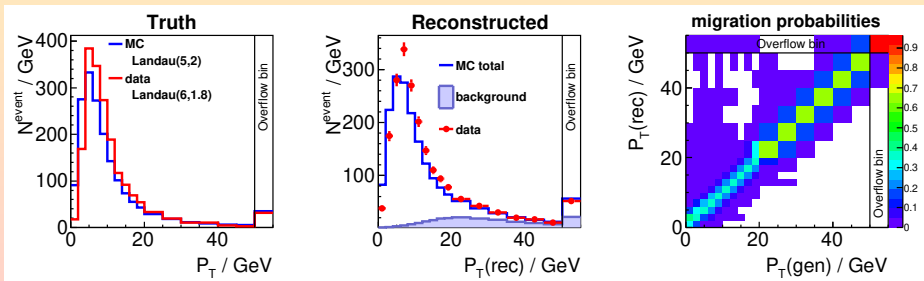 Truth
N^event / GeV
400
300
200
100
0
MC
Landau(5,2)
data
Landau(6,1.8)
Overflow bin
0
20
40
P_T / GeV
Reconstructed
N^event / GeV
300
200
100
MC total
background
data
Overflow bin
0
20
40
P_T(rec) / GeV
migration probabilities
P_T(rec) / GeV
40
20
0
Overflow bin
Overflow bin
0
20
40
P_T(gen) / GeV
0.9
0.8
0.7
0.6
0.5
0.4
0.3
0.2
0.1
0